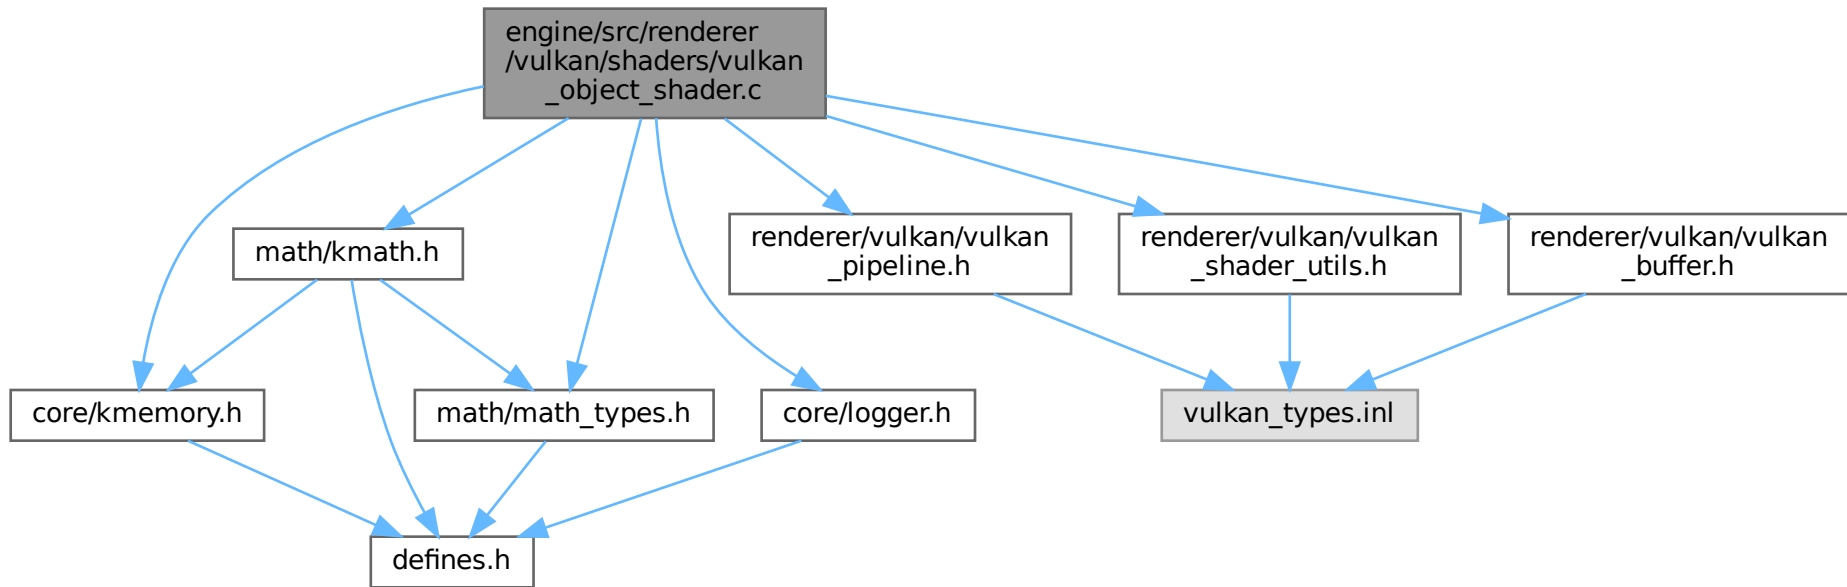 engine/src/renderer
/vulkan/shaders/vulkan
_object_shader.c
math/kmath.h
renderer/vulkan/vulkan
_pipeline.h
renderer/vulkan/vulkan
_shader_utils.h
renderer/vulkan/vulkan
_buffer.h
core/kmemory.h
math/math_types.h
core/logger.h
vulkan_types.inl
defines.h